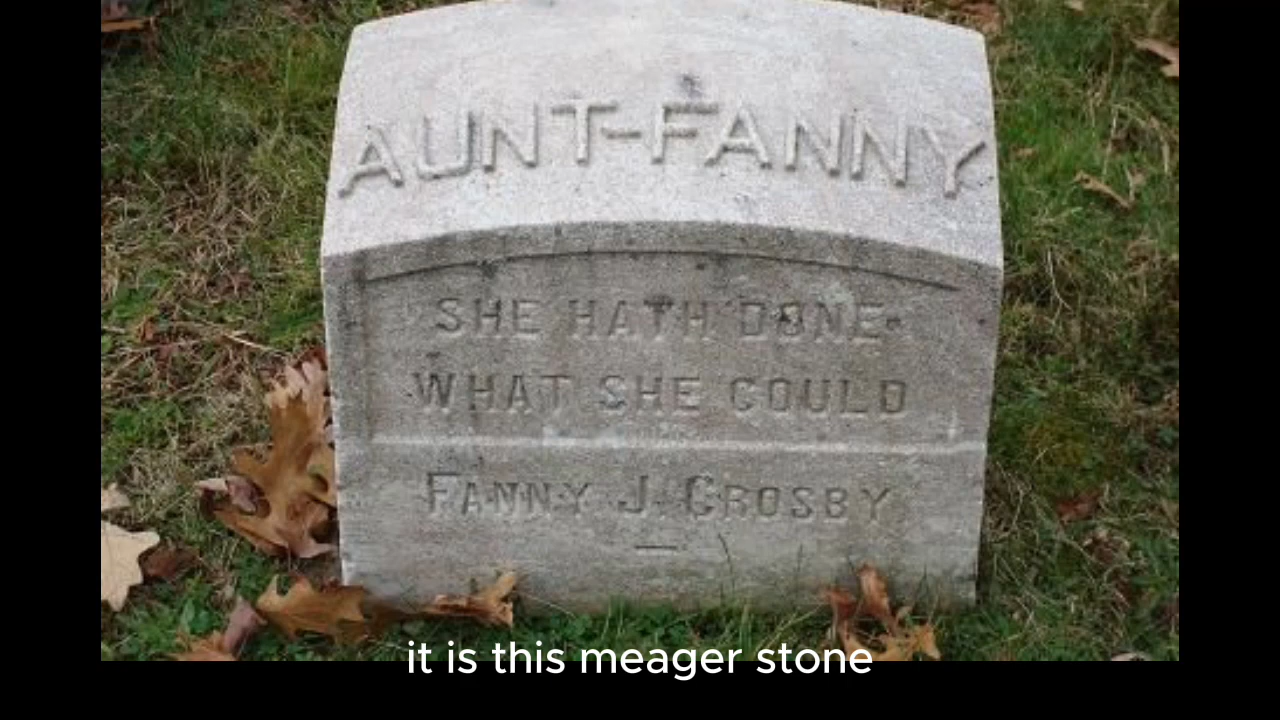 AUNT-FANNY
SHE HATH DONE
WHAT SHE COULD
FANNY J. CROSBY
it is this meager stone